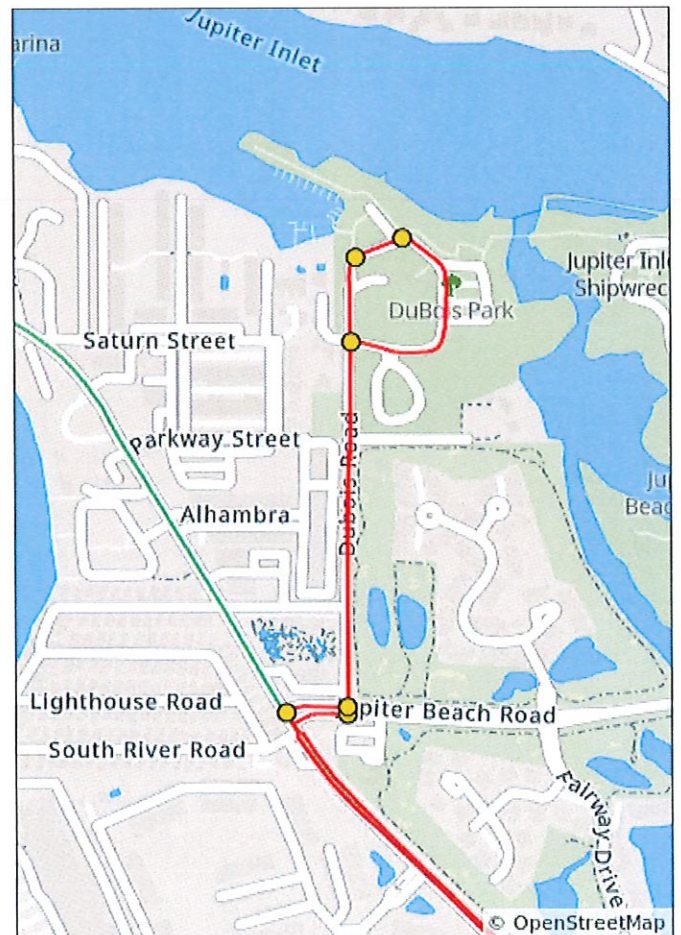 Jupiter Inlet
arina
Jupiter Inl
Shipwrec
DuBois Park
Saturn Street
Parkway Street
Dubois Road
Ju
Beac
Alhambra
Lighthouse Road
Jupiter Beach Road
South River Road
Fairway Drive
© OpenStreetMap